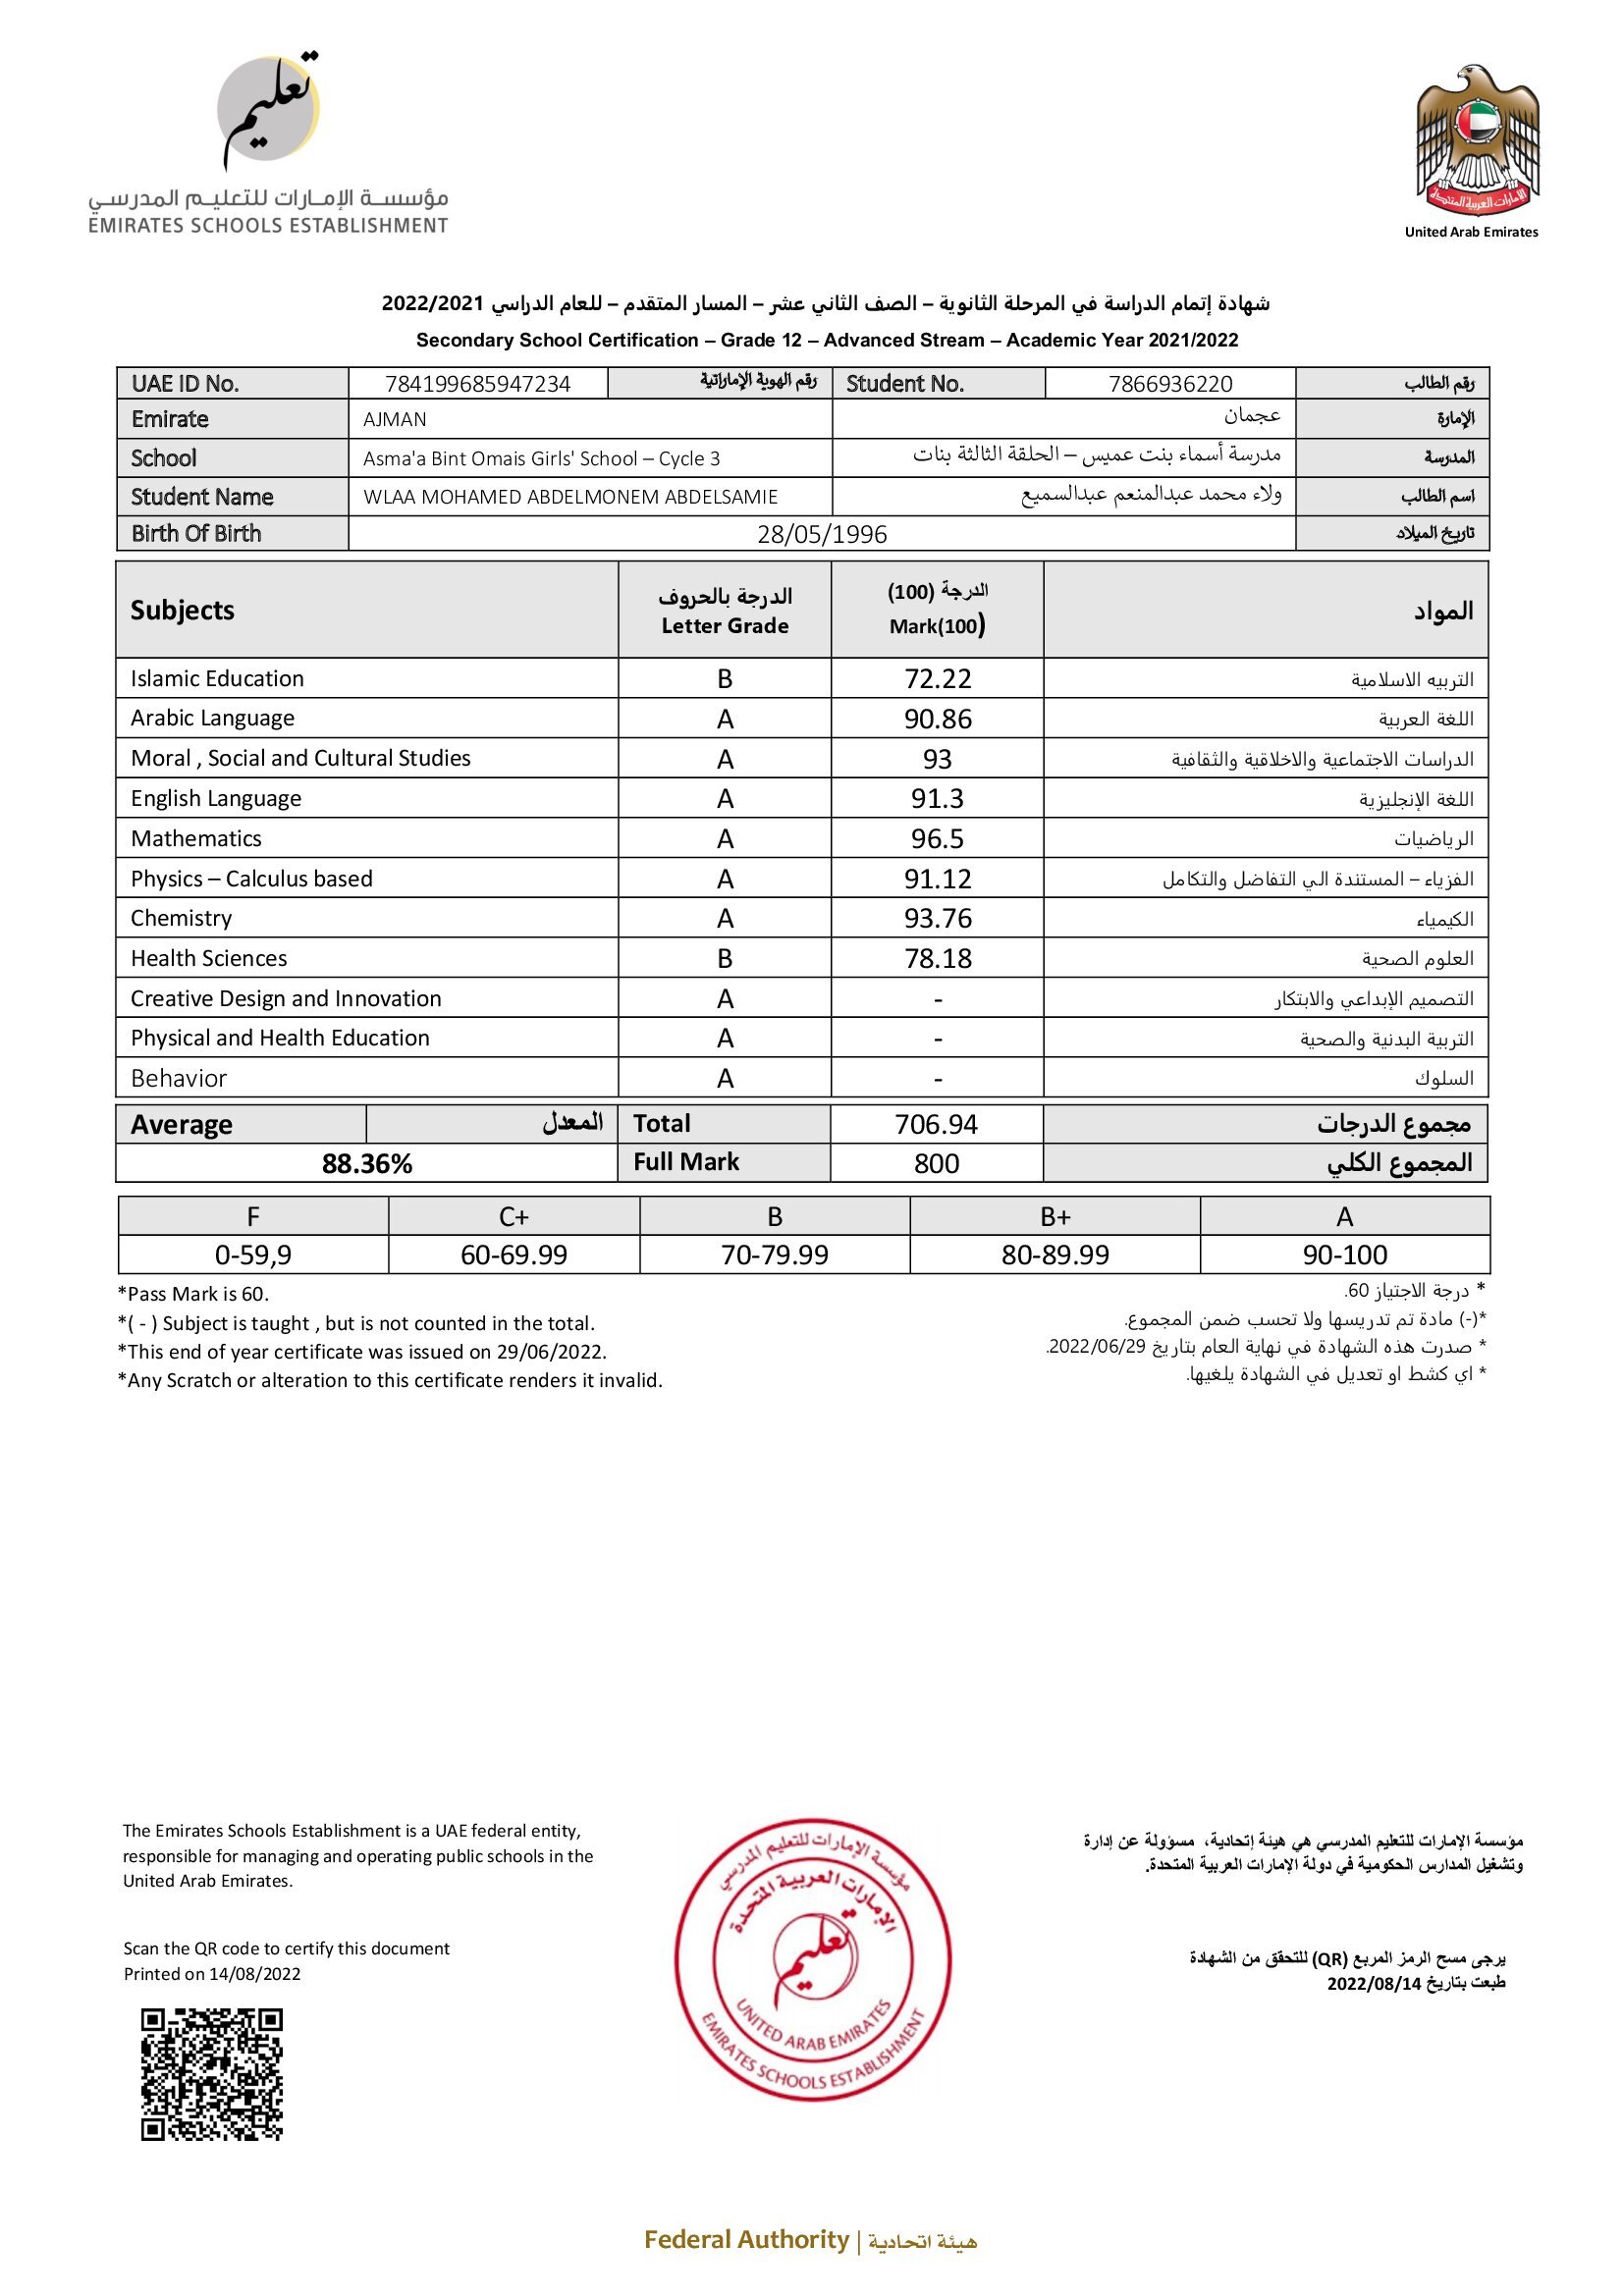 تعليم
مؤسسة الإمارات للتعليم المدرسي
EMIRATES SCHOOLS ESTABLISHMENT
الإمارات العربية المتحدة
United Arab Emirates
شهادة إتمام الدراسة في المرحلة الثانوية – الصف الثاني عشر – المسار المتقدم – للعام الدراسي 2022/2021
Secondary School Certification – Grade 12 – Advanced Stream – Academic Year 2021/2022
UAE ID No. 784199685947234 رقم الهوية الإماراتية Student No. 7866936220 رقم الطالب
Emirate AJMAN عجمان الإمارة
School Asma'a Bint Omais Girls' School – Cycle 3 مدرسة أسماء بنت عميس – الحلقة الثالثة بنات المدرسة
Student Name WLAA MOHAMED ABDELMONEM ABDELSAMIE ولاء محمد عبدالمنعم عبدالسميع اسم الطالب
Birth Of Birth 28/05/1996 تاريخ الميلاد
Subjects الدرجة بالحروف Letter Grade الدرجة (100) Mark(100) المواد
Islamic Education B 72.22 التربيه الاسلامية
Arabic Language A 90.86 اللغة العربية
Moral , Social and Cultural Studies A 93 الدراسات الاجتماعية والاخلاقية والثقافية
English Language A 91.3 اللغة الإنجليزية
Mathematics A 96.5 الرياضيات
Physics – Calculus based A 91.12 الفزياء – المستندة الي التفاضل والتكامل
Chemistry A 93.76 الكيمياء
Health Sciences B 78.18 العلوم الصحية
Creative Design and Innovation A - التصميم الإبداعي والابتكار
Physical and Health Education A - التربية البدنية والصحية
Behavior A - السلوك
Average المعدل Total 706.94 مجموع الدرجات
88.36% Full Mark 800 المجموع الكلي
F C+ B B+ A
0-59,9 60-69.99 70-79.99 80-89.99 90-100
*Pass Mark is 60.
* درجة الاجتياز 60.
*( - ) Subject is taught , but is not counted in the total.
*(-) مادة تم تدريسها ولا تحسب ضمن المجموع.
*This end of year certificate was issued on 29/06/2022.
* صدرت هذه الشهادة في نهاية العام بتاريخ 2022/06/29.
*Any Scratch or alteration to this certificate renders it invalid.
* اي كشط او تعديل في الشهادة يلغيها.
The Emirates Schools Establishment is a UAE federal entity,
responsible for managing and operating public schools in the
United Arab Emirates.
مؤسسة الإمارات للتعليم المدرسي هي هيئة إتحادية، مسؤولة عن إدارة
وتشغيل المدارس الحكومية في دولة الإمارات العربية المتحدة.
مؤسسة الإمارات للتعليم المدرسي
الإمارات العربية المتحدة
تعليم
UNITED ARAB EMIRATES
EMIRATES SCHOOLS ESTABLISHMENT
Scan the QR code to certify this document
Printed on 14/08/2022
يرجى مسح الرمز المربع (QR) للتحقق من الشهادة
طبعت بتاريخ 2022/08/14
Federal Authority | هيئة اتحادية